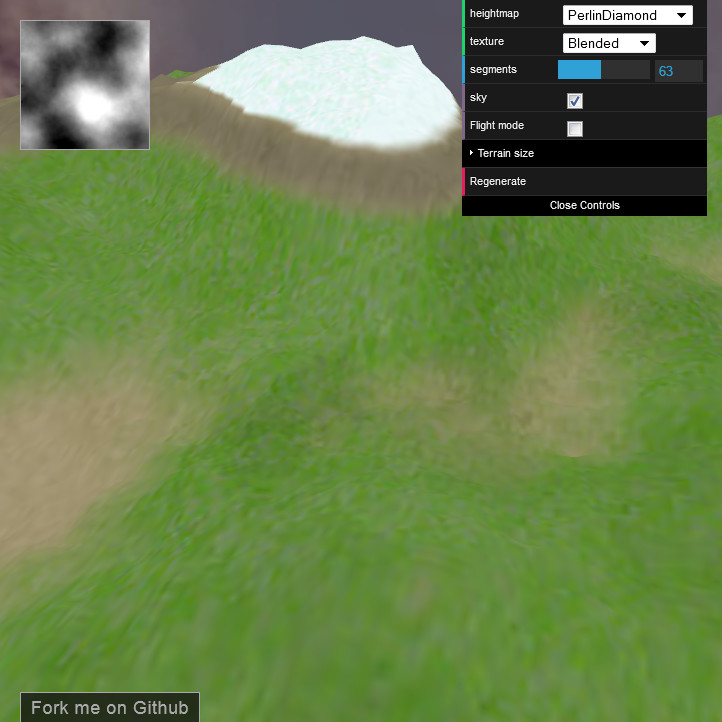 heightmap PerlinDiamond
texture Blended
segments 63
sky
Flight mode
Terrain size
Regenerate
Close Controls
Fork me on Github